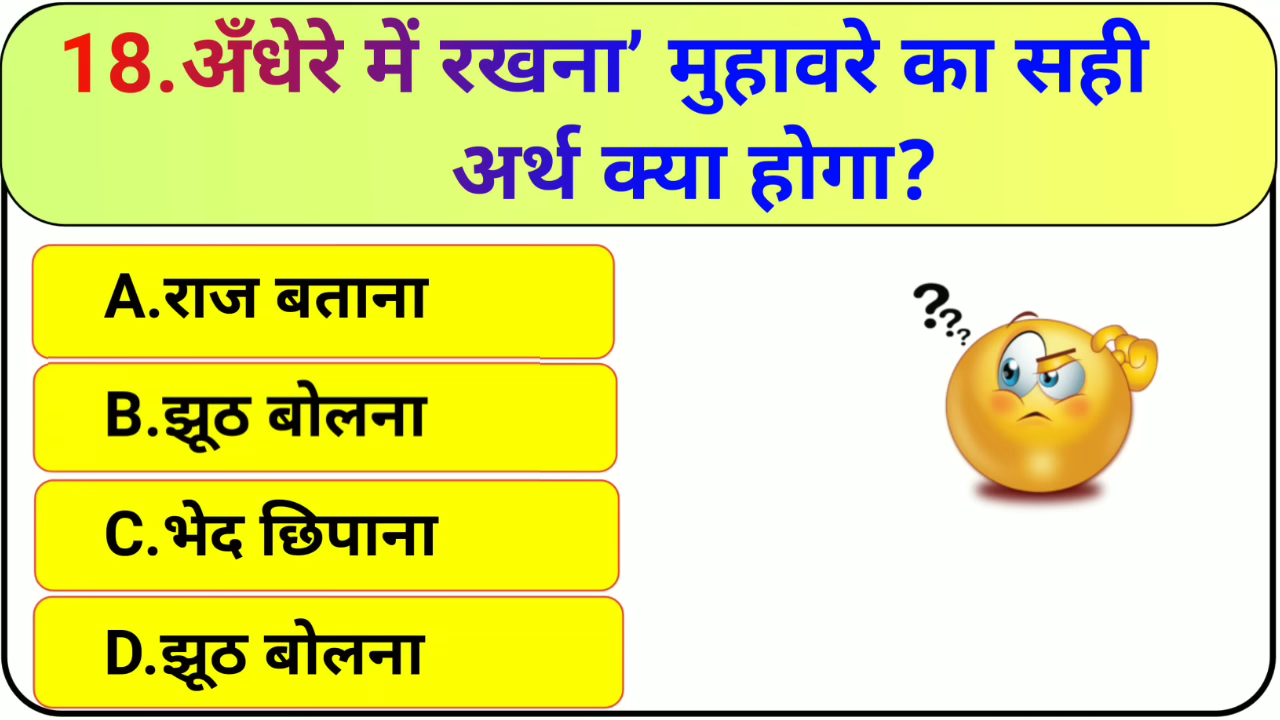 18.अँधेरे में रखना’ मुहावरे का सही
अर्थ क्या होगा?
A.राज बताना
B.झूठ बोलना
C.भेद छिपाना
D.झूठ बोलना
???